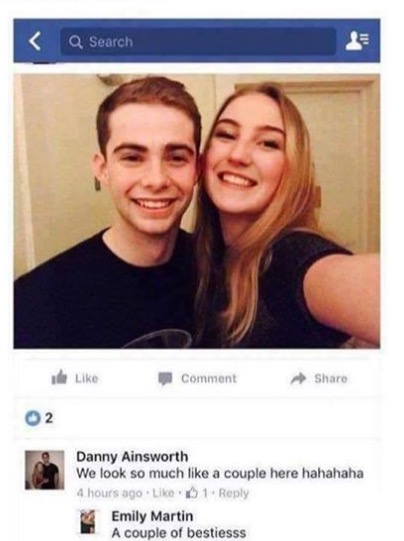 Search
Like Comment Share
2
Danny Ainsworth
We look so much like a couple here hahahaha
4 hours ago · Like · 1 · Reply
Emily Martin
A couple of bestiesss